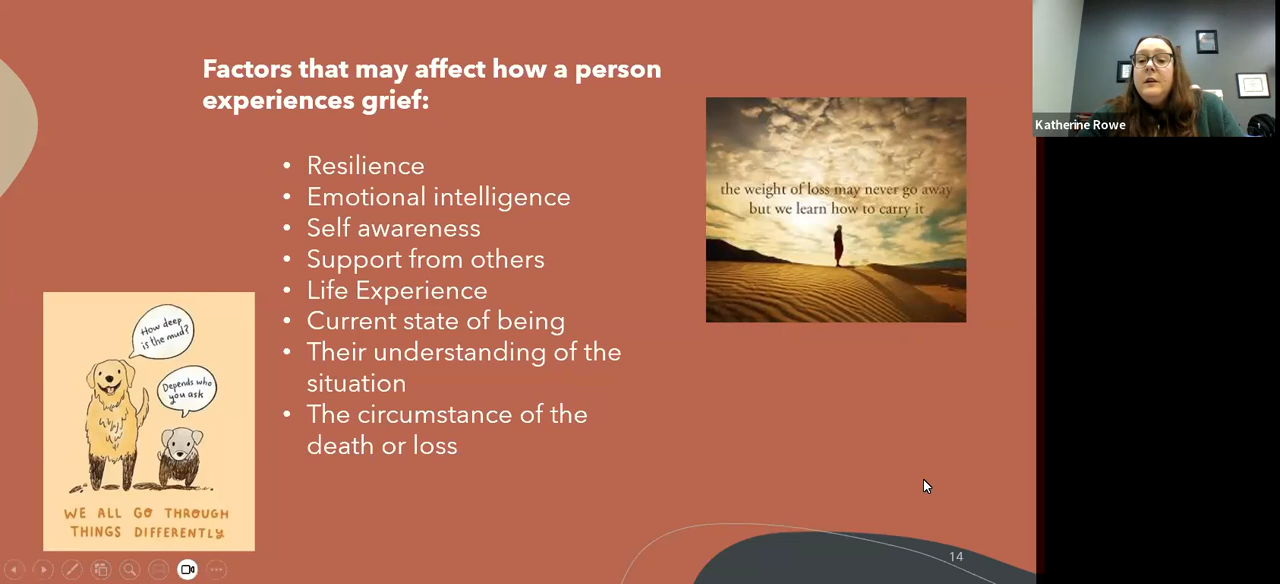 Factors that may affect how a person
experiences grief:
• Resilience
• Emotional intelligence
• Self awareness
• Support from others
• Life Experience
• Current state of being
• Their understanding of the
situation
• The circumstance of the
death or loss
the weight of loss may never go away
but we learn how to carry it
How deep
is the mud?
Depends who
you ask
WE ALL GO THROUGH
THINGS DIFFERENTLY
14
Katherine Rowe